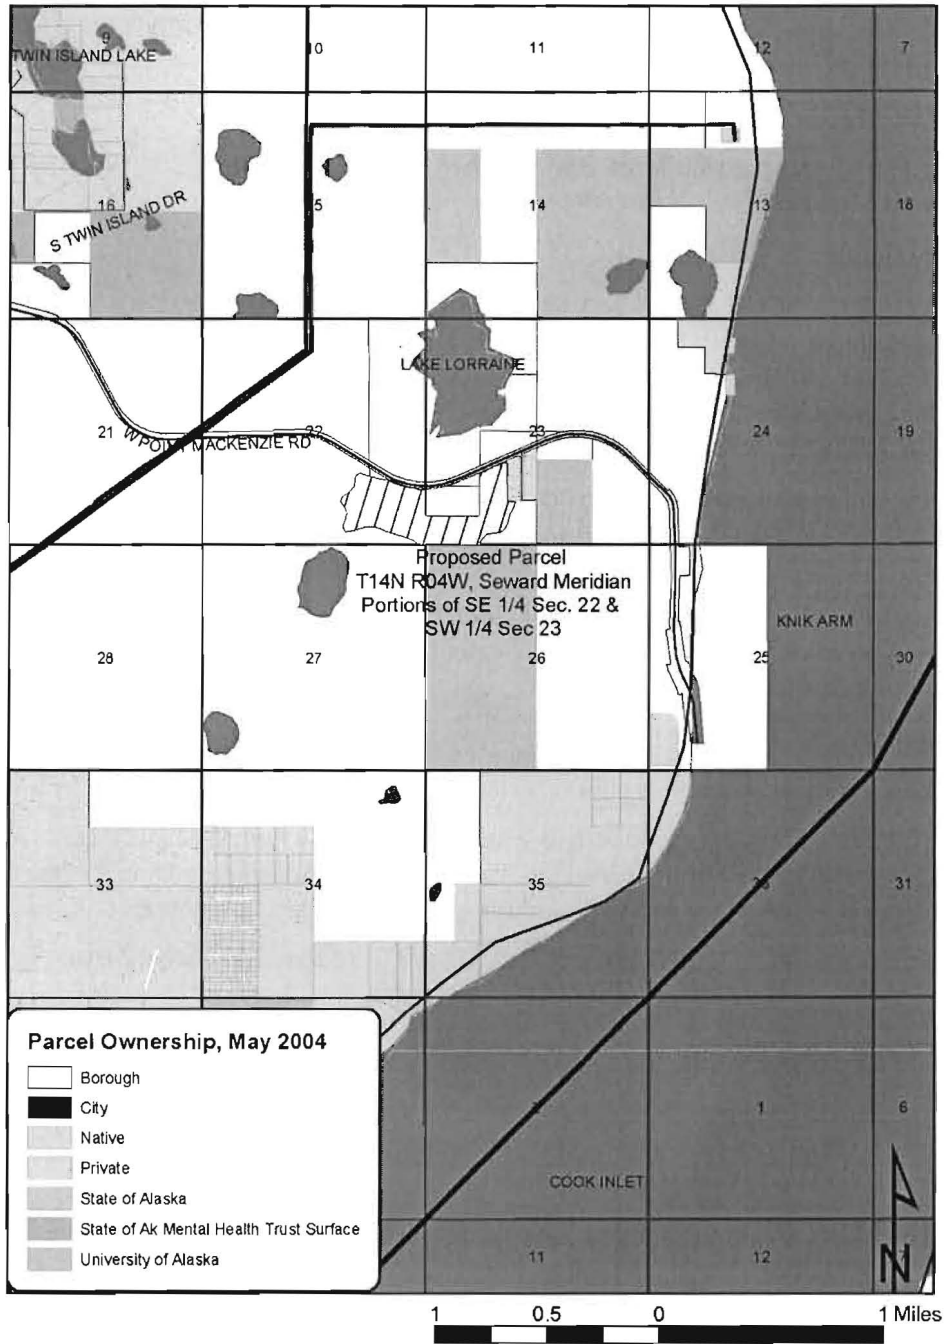 9
TWIN ISLAND LAKE
10
11
12
7
16
S TWIN ISLAND DR
15
14
13
18
LAKE LORRAINE
21
W POINT MACKENZIE RD
22
23
24
19
Proposed Parcel
T14N R04W, Seward Meridian
Portions of SE 1/4 Sec. 22 &
SW 1/4 Sec 23
KNIK ARM
28
27
26
25
30
33
34
35
36
31
Parcel Ownership, May 2004
Borough
City
Native
Private
State of Alaska
State of Ak Mental Health Trust Surface
University of Alaska
2
1
6
COOK INLET
11
12
7
N
1 0.5 0 1 Miles